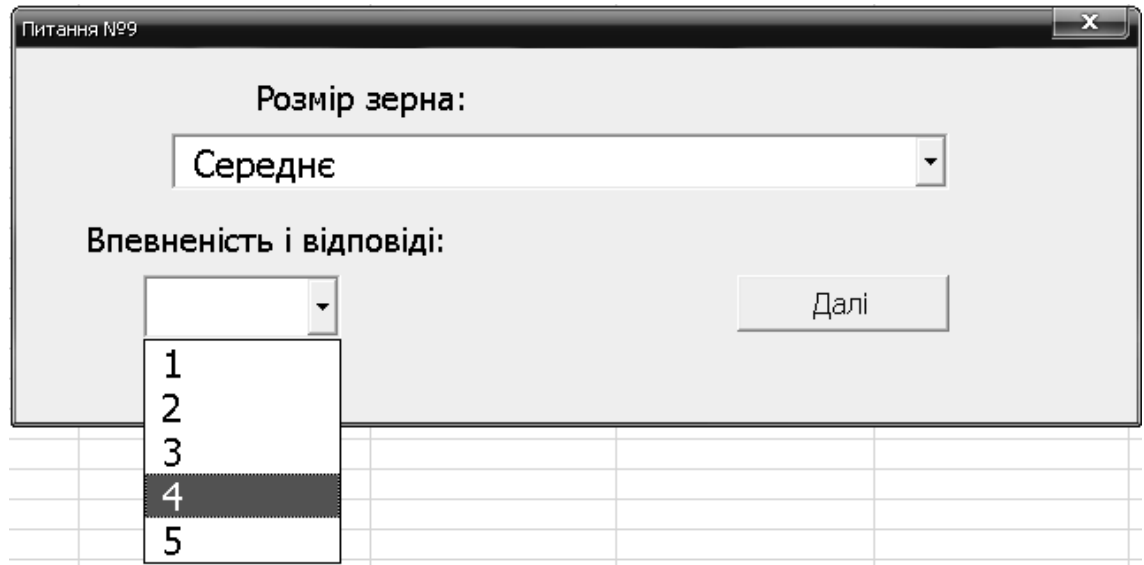 Питання №9
x
Розмір зерна:
Середнє
Впевненість і відповіді:
Далі
1
2
3
4
5